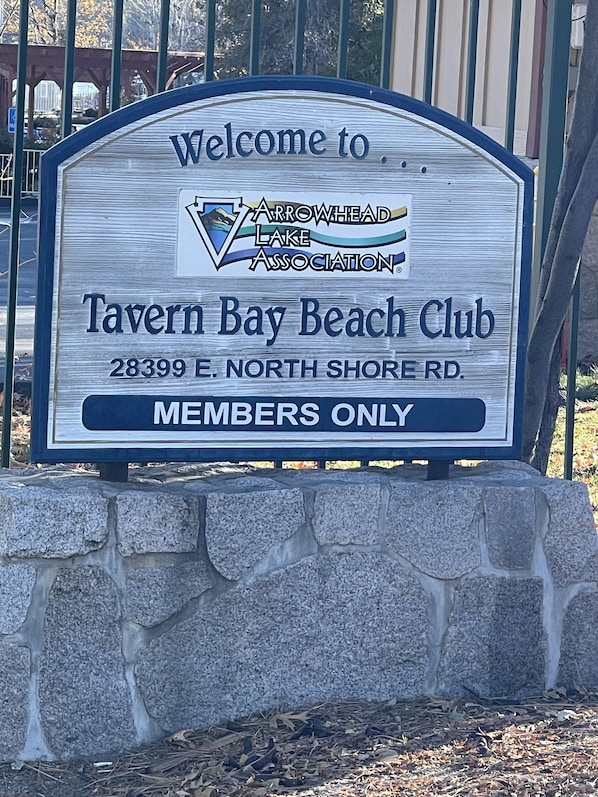 Welcome to . . .
ARROWHEAD
LAKE
ASSOCIATION®
Tavern Bay Beach Club
28399 E. NORTH SHORE RD.
MEMBERS ONLY